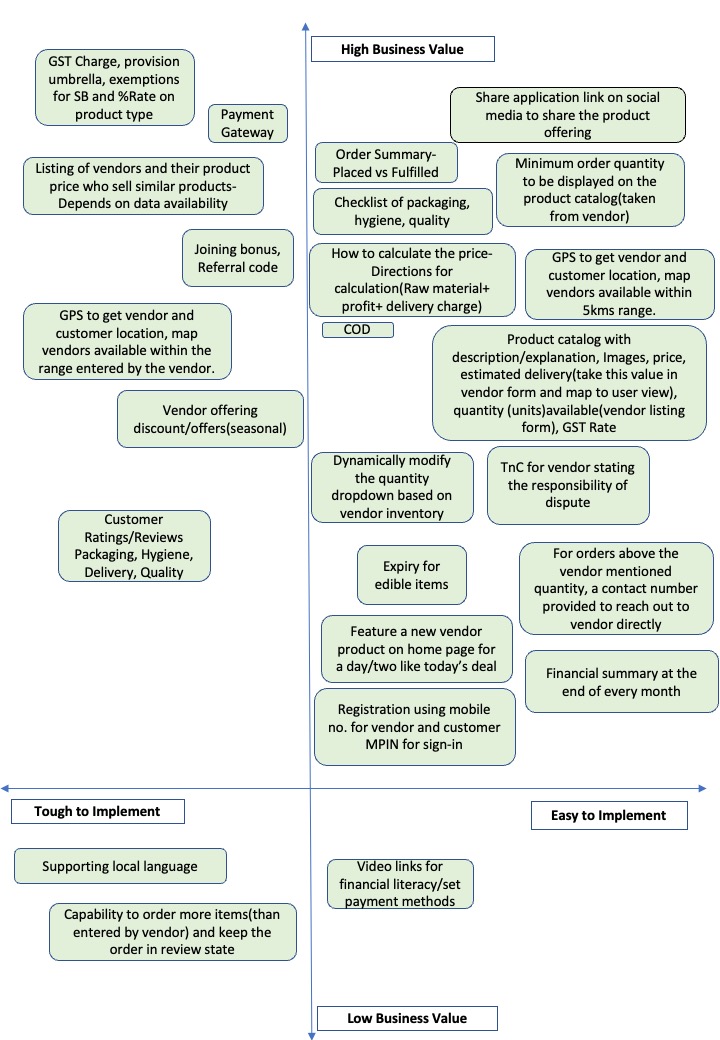 High Business Value
GST Charge, provision
umbrella, exemptions
for SB and %Rate on
product type
Payment
Gateway
Share application link on social
media to share the product
offering
Order Summary-
Placed vs Fulfilled
Minimum order quantity
to be displayed on the
product catalog(taken
from vendor)
Listing of vendors and their product
price who sell similar products-
Depends on data availability
Checklist of packaging,
hygiene, quality
Joining bonus,
Referral code
How to calculate the price-
Directions for
calculation(Raw material+
profit+ delivery charge)
GPS to get vendor and
customer location, map
vendors available within
5kms range.
COD
GPS to get vendor and
customer location, map
vendors available within the
range entered by the vendor.
Product catalog with
description/explanation, Images, price,
estimated delivery(take this value in
vendor form and map to user view),
quantity (units)available(vendor listing
form), GST Rate
Vendor offering
discount/offers(seasonal)
Dynamically modify
the quantity
dropdown based on
vendor inventory
TnC for vendor stating
the responsibility of
dispute
Customer
Ratings/Reviews
Packaging, Hygiene,
Delivery, Quality
Expiry for
edible items
For orders above the
vendor mentioned
quantity, a contact number
provided to reach out to
vendor directly
Feature a new vendor
product on home page for
a day/two like today's deal
Financial summary at the
end of every month
Registration using mobile
no. for vendor and customer
MPIN for sign-in
Tough to Implement
Easy to Implement
Supporting local language
Video links for
financial literacy/set
payment methods
Capability to order more items(than
entered by vendor) and keep the
order in review state
Low Business Value